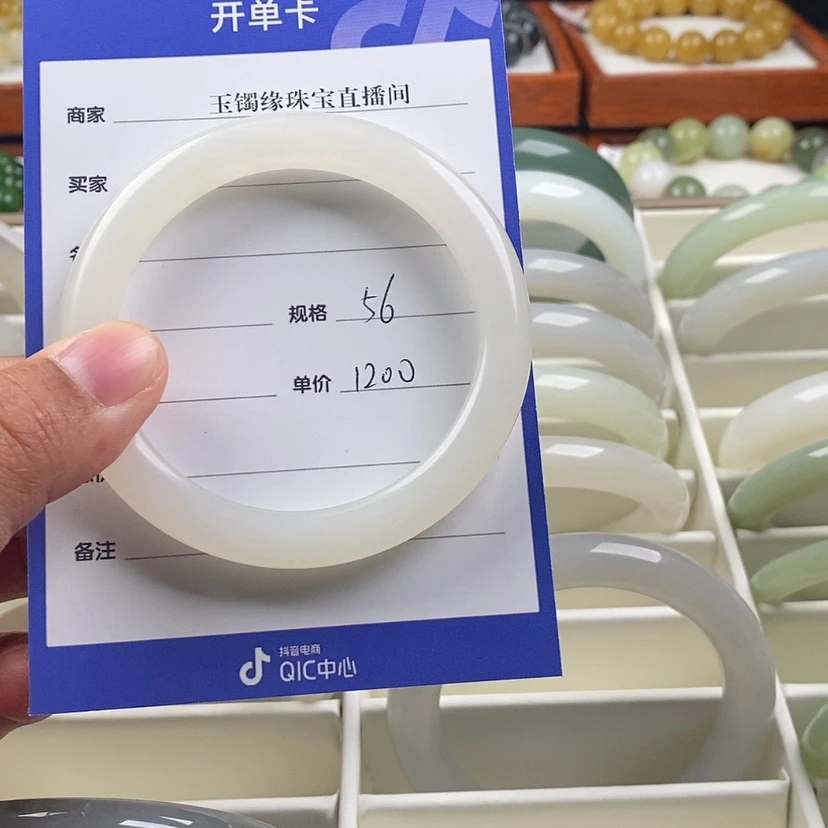 开单卡
商家 玉镯缘珠宝直播间
买家
规格 56
单价 1200
备注
抖音电商
QIC中心